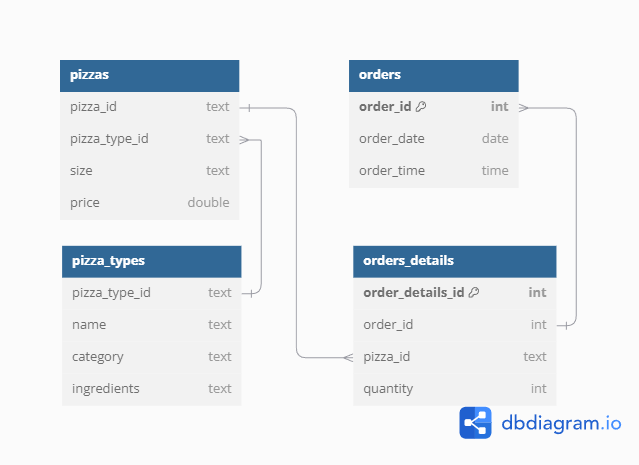 pizzas
pizza_id text
pizza_type_id text
size text
price double
orders
order_id int
order_date date
order_time time
pizza_types
pizza_type_id text
name text
category text
ingredients text
orders_details
order_details_id int
order_id int
pizza_id text
quantity int
dbdiagram.io